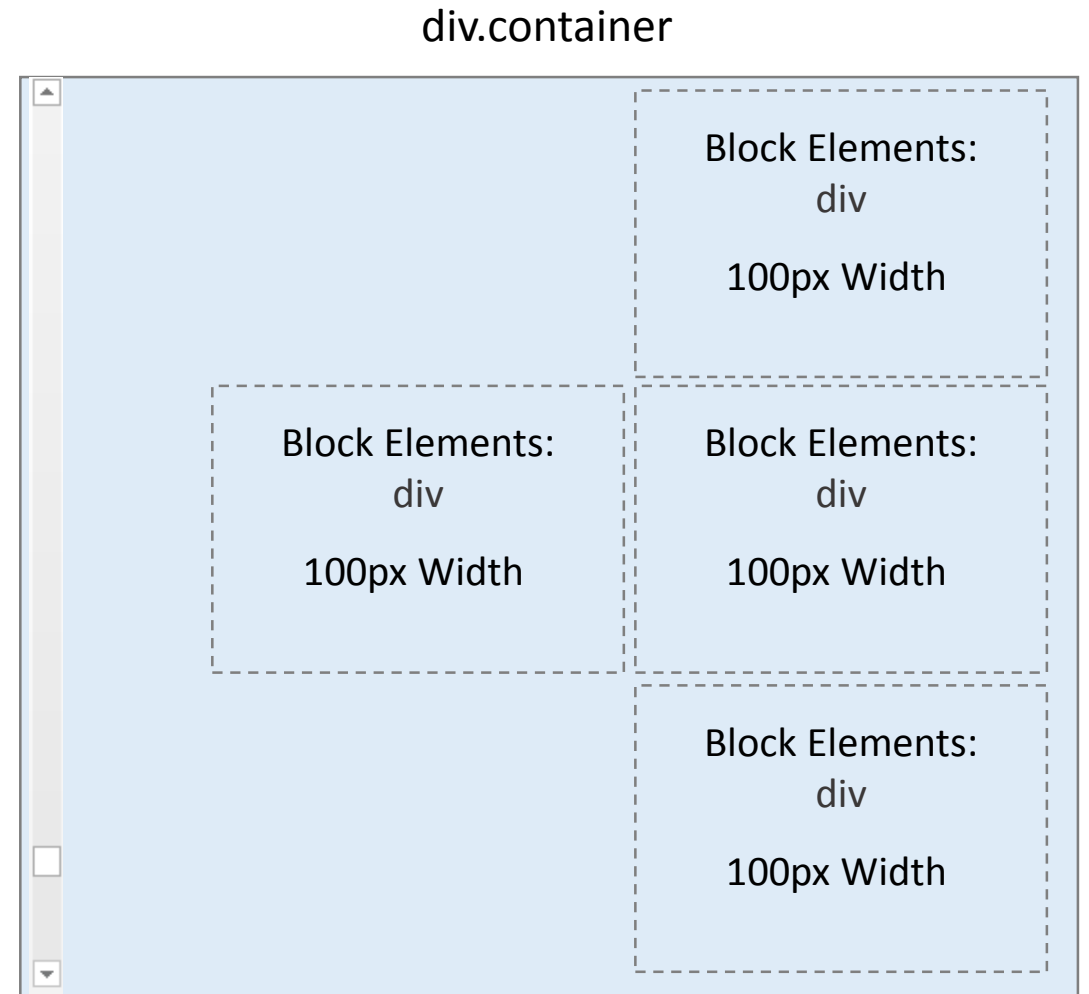 div.container
Block Elements:
div
100px Width
Block Elements:
div
100px Width
Block Elements:
div
100px Width
Block Elements:
div
100px Width